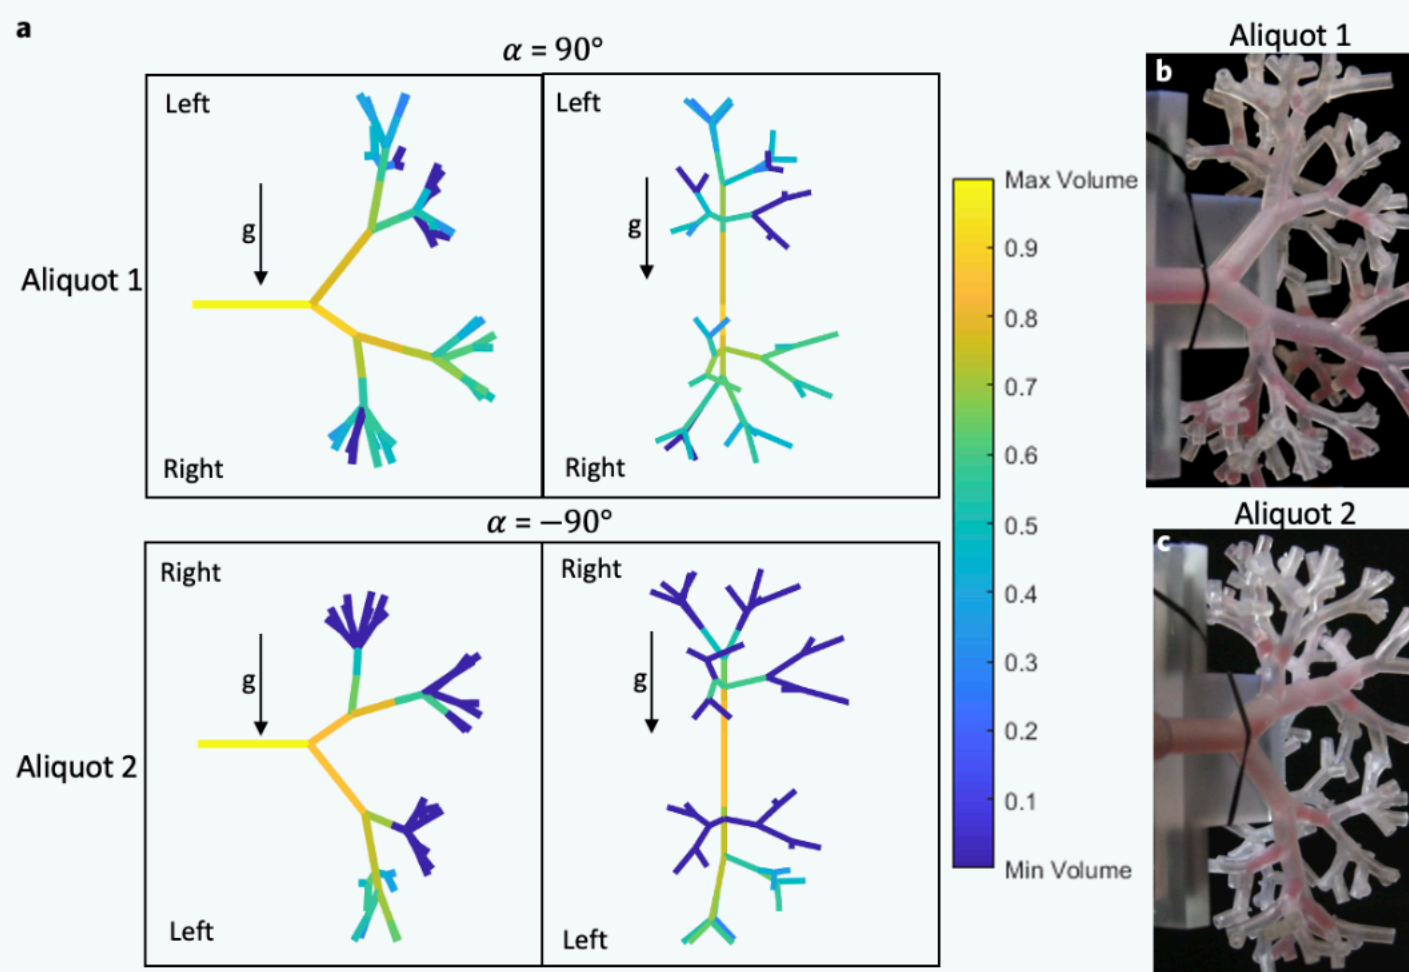 a
α = 90°
Left
Left
g
g
Aliquot 1
Right
Right
α = −90°
Right
Right
g
g
Aliquot 2
Left
Left
Max Volume
0.9
0.8
0.7
0.6
0.5
0.4
0.3
0.2
0.1
Min Volume
Aliquot 1
b
Aliquot 2
c